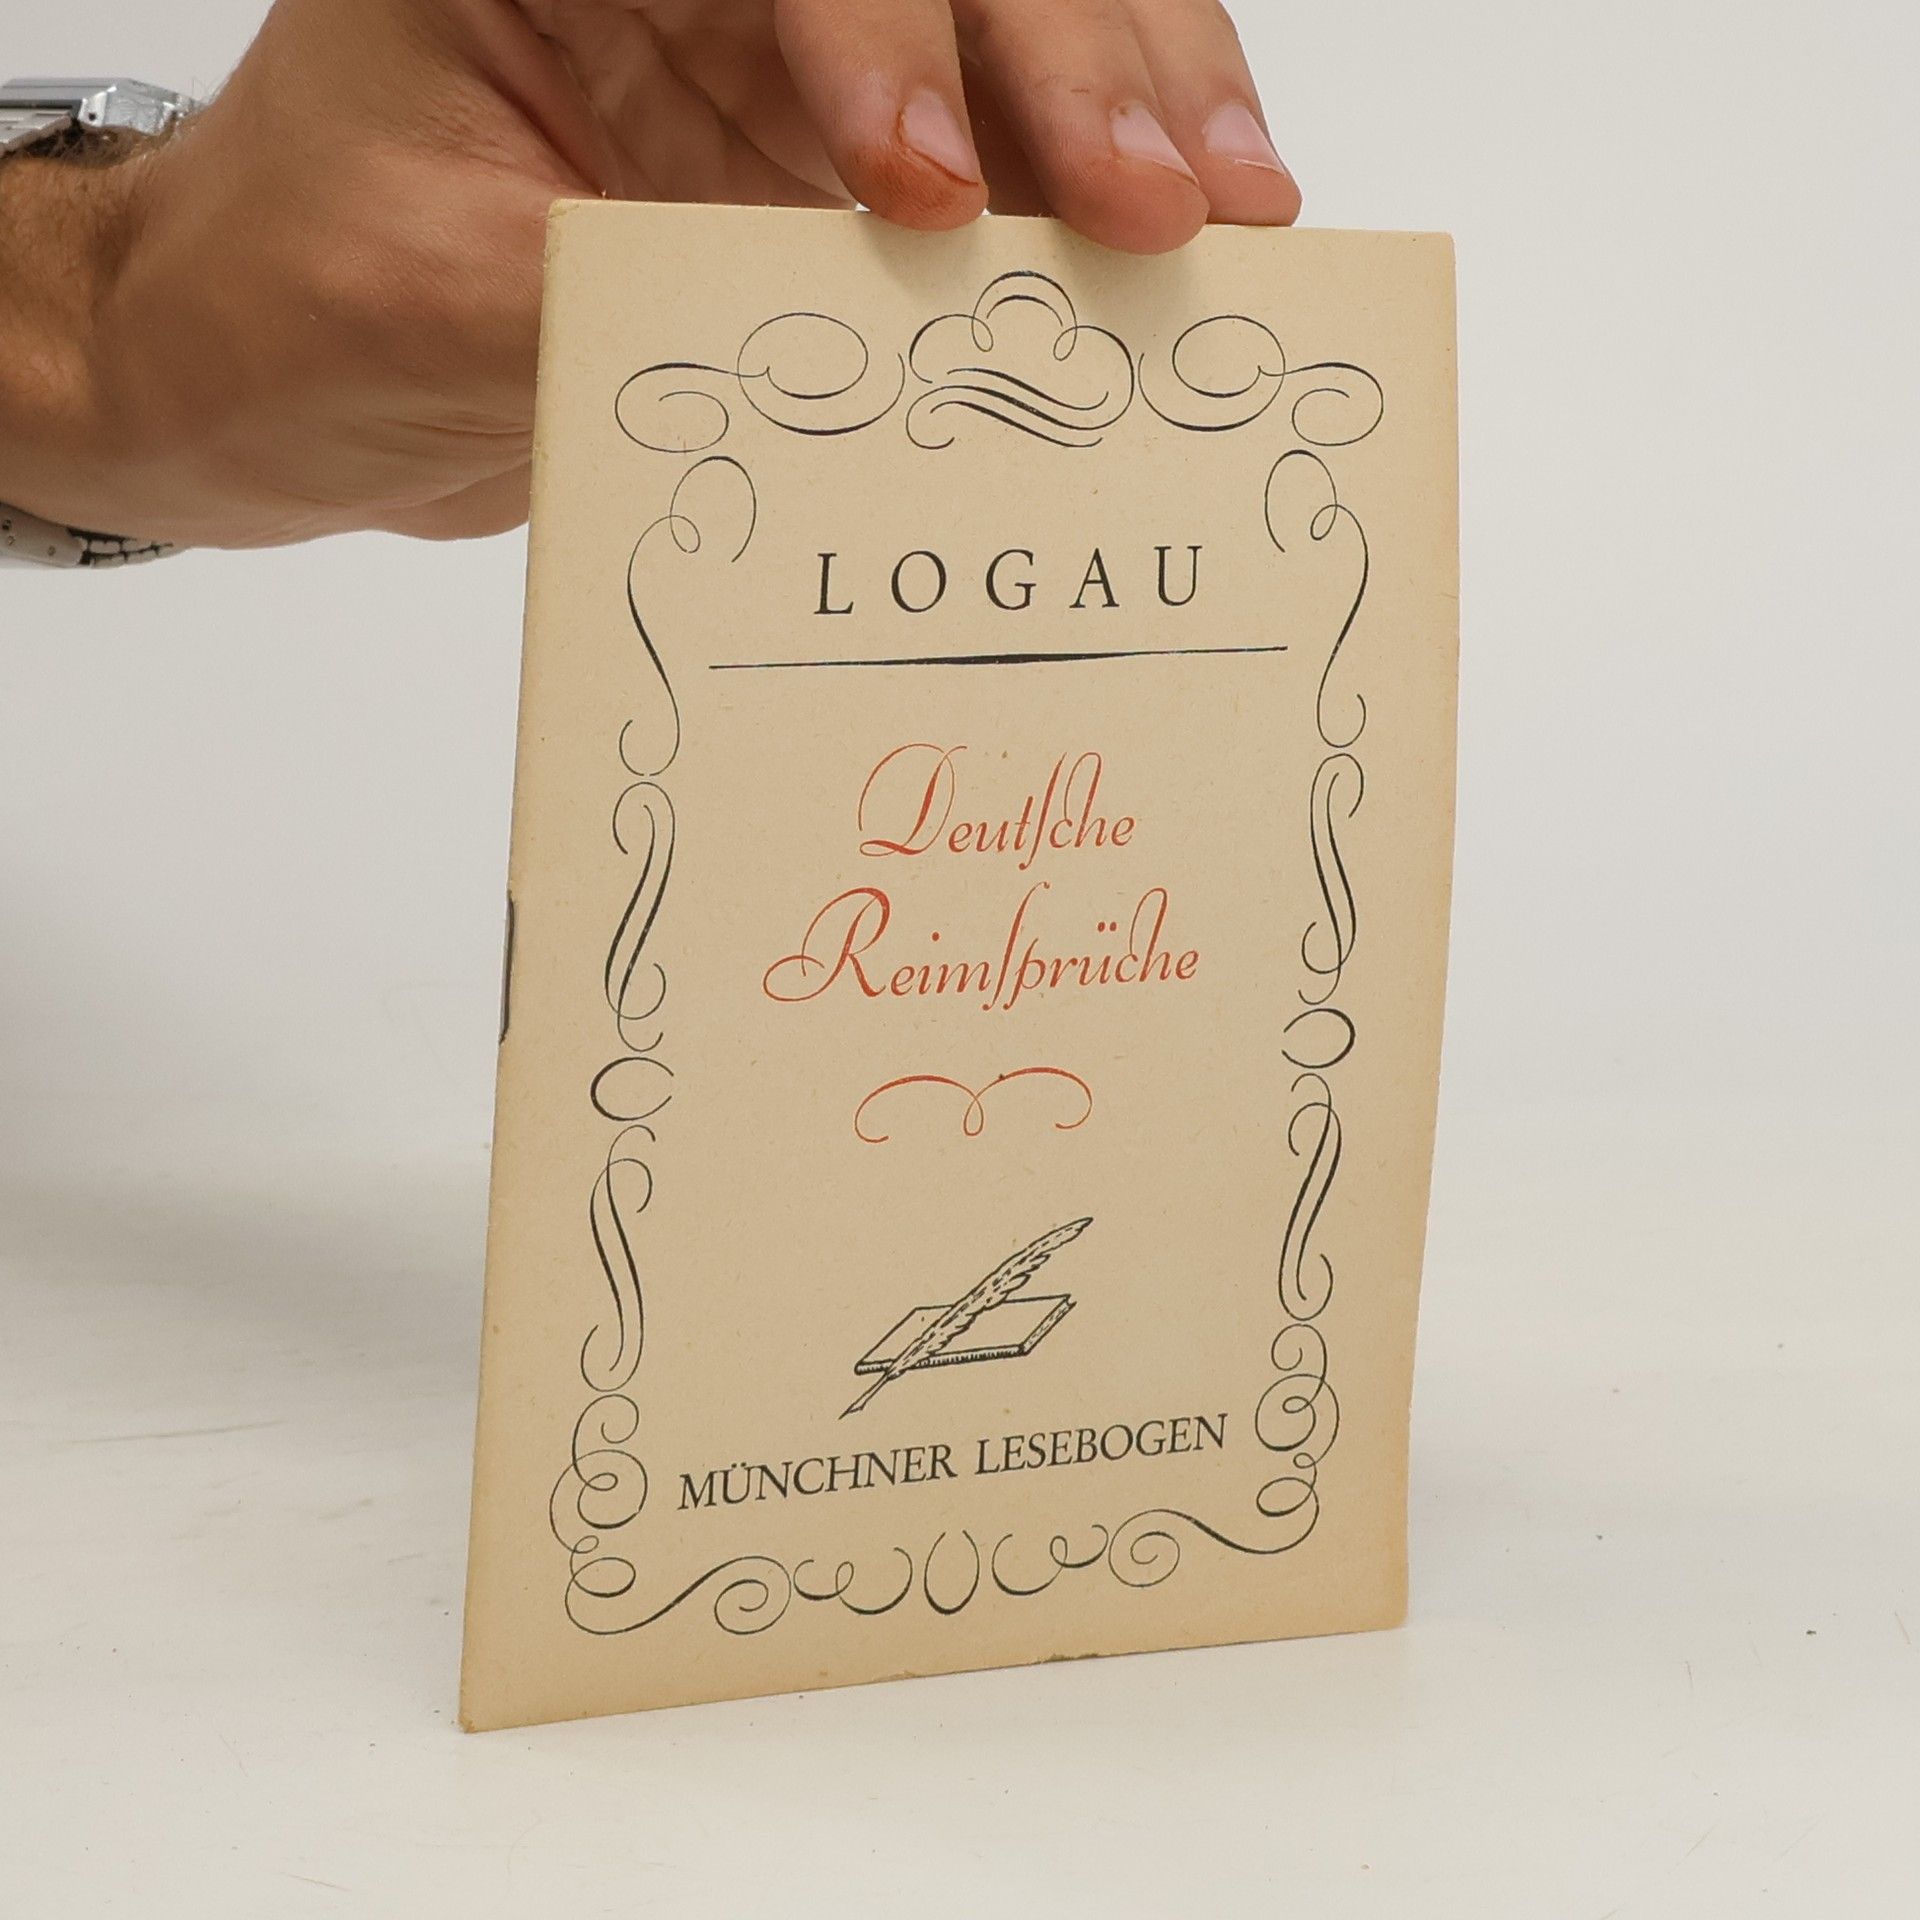 LOGAU
Deutſche
Reimſprüche
MÜNCHNER LESEBOGEN